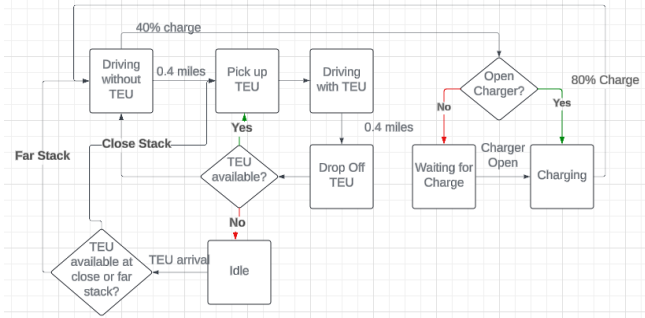 40% charge
Driving
without
TEU
0.4 miles
Pick up
TEU
Driving
with TEU
Open
Charger?
80% Charge
No
Yes
0.4 miles
Yes
Close Stack
Far Stack
TEU
available?
Drop Off
TEU
Waiting for
Charge
Charger
Open
Charging
No
TEU
available at
close or far
stack?
TEU arrival
Idle